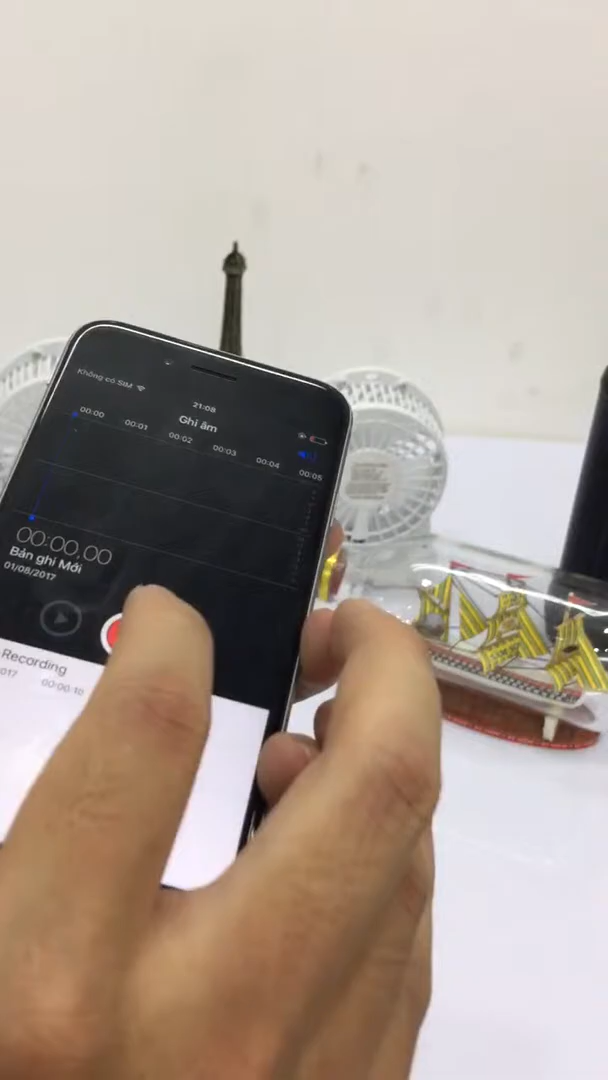 Không có SIM
21:08
Ghi âm
00:00 00:01 00:02 00:03 00:04 00:05
00:00,00
Bản ghi Mới
01/08/2017
Recording
017 00:00:10